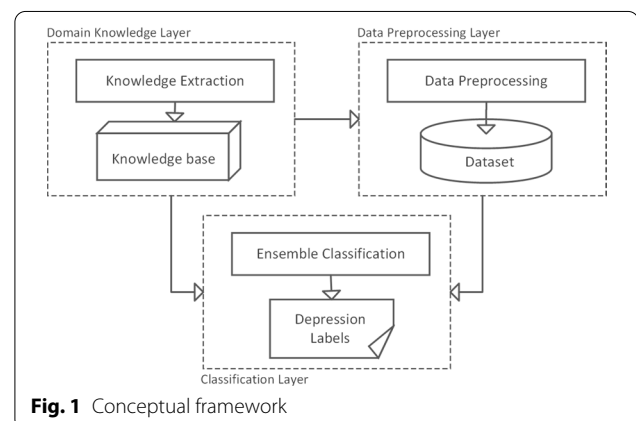 Domain Knowledge Layer
Data Preprocessing Layer
Knowledge Extraction
Data Preprocessing
Knowledge base
Dataset
Ensemble Classification
Depression
Labels
Classification Layer
Fig. 1 Conceptual framework